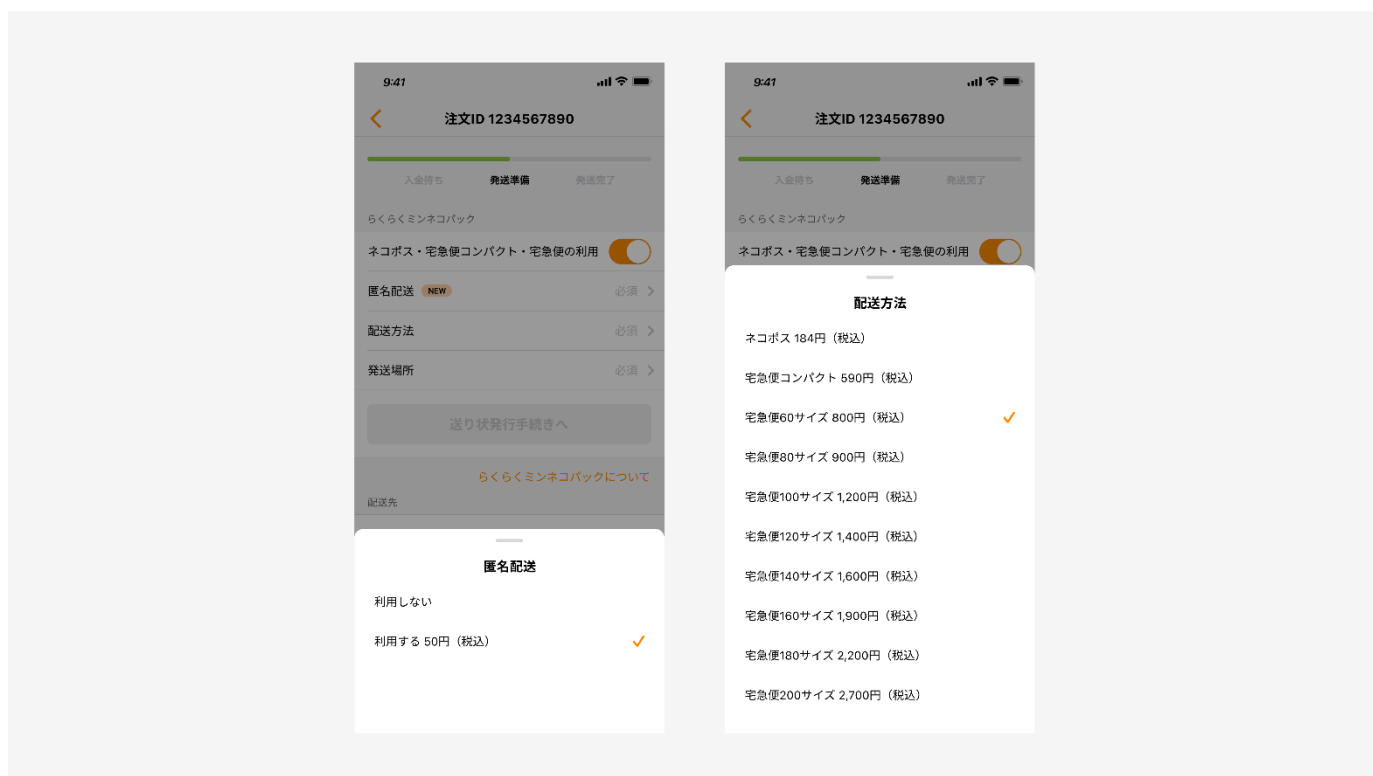 9:41
注文ID 1234567890
入金待ち 発送準備 発送完了
らくらくミンネコパック
ネコポス・宅急便コンパクト・宅急便の利用
匿名配送 NEW 必須
配送方法 必須
発送場所 必須
送り状発行手続きへ
らくらくミンネコパックについて
配送先
匿名配送
利用しない
利用する 50円（税込）
9:41
注文ID 1234567890
入金待ち 発送準備 発送完了
らくらくミンネコパック
ネコポス・宅急便コンパクト・宅急便の利用
配送方法
ネコポス 184円（税込）
宅急便コンパクト 590円（税込）
宅急便60サイズ 800円（税込）
宅急便80サイズ 900円（税込）
宅急便100サイズ 1,200円（税込）
宅急便120サイズ 1,400円（税込）
宅急便140サイズ 1,600円（税込）
宅急便160サイズ 1,900円（税込）
宅急便180サイズ 2,200円（税込）
宅急便200サイズ 2,700円（税込）